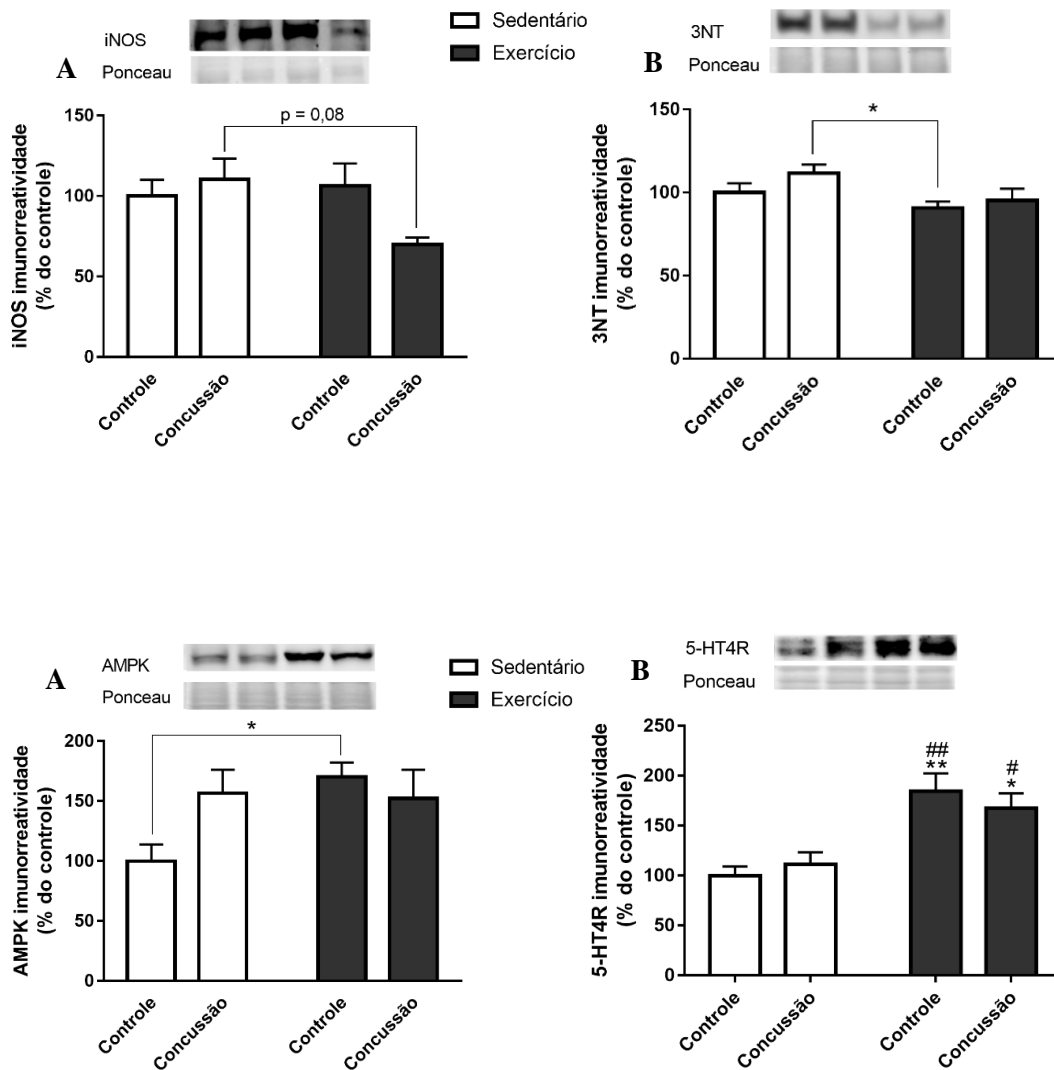 iNOS
Ponceau
A
Sedentário
Exercício
3NT
Ponceau
B
iNOS imunorreatividade
(% do controle)
150
100
50
0
p = 0,08
Controle
Concussão
Controle
Concussão
3NT imunorreatividade
(% do controle)
150
100
50
0
*
Controle
Concussão
Controle
Concussão
AMPK
Ponceau
A
Sedentário
Exercício
5-HT4R
Ponceau
B
AMPK imunorreatividade
(% do controle)
200
150
100
50
0
*
Controle
Concussão
Controle
Concussão
5-HT4R imunorreatividade
(% do controle)
250
200
150
100
50
0
##
**
#
*
Controle
Concussão
Controle
Concussão